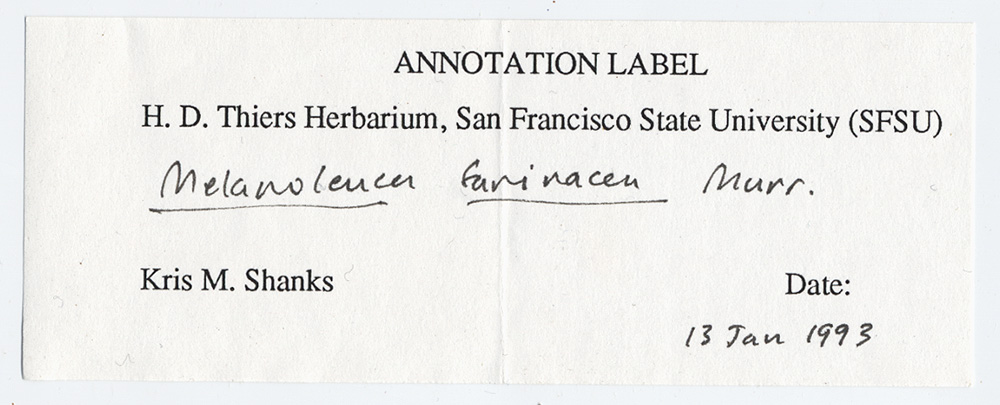 ANNOTATION LABEL
H. D. Thiers Herbarium, San Francisco State University (SFSU)
Melanoleuca farinacea Murr.
Kris M. Shanks
Date:
13 Jan 1993